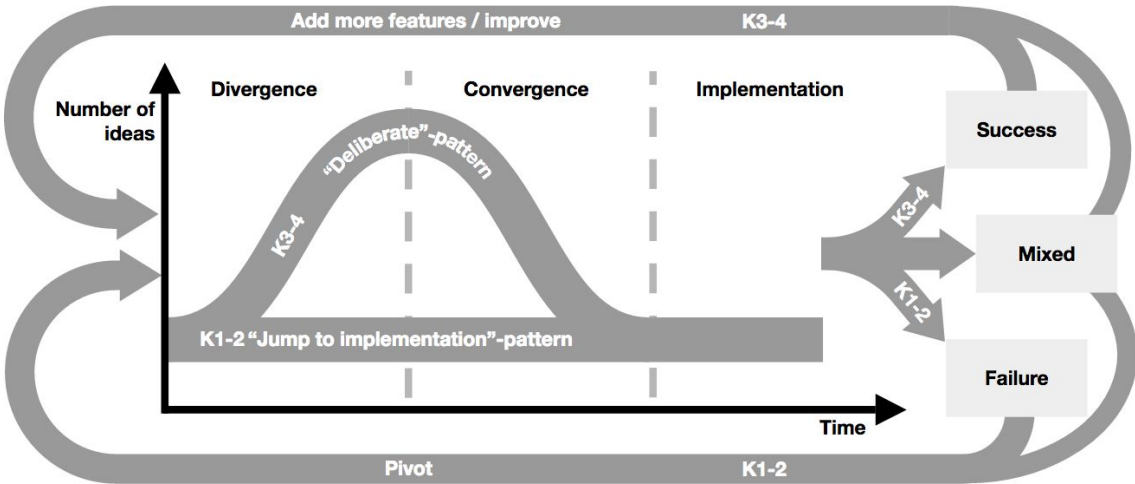 Add more features / improve K3-4
Divergence Convergence Implementation
Number of
ideas
"Deliberate"-pattern
K3-4
K1-2 "Jump to implementation"-pattern
K3-4
K1-2
Success
Mixed
Failure
Time
Pivot K1-2